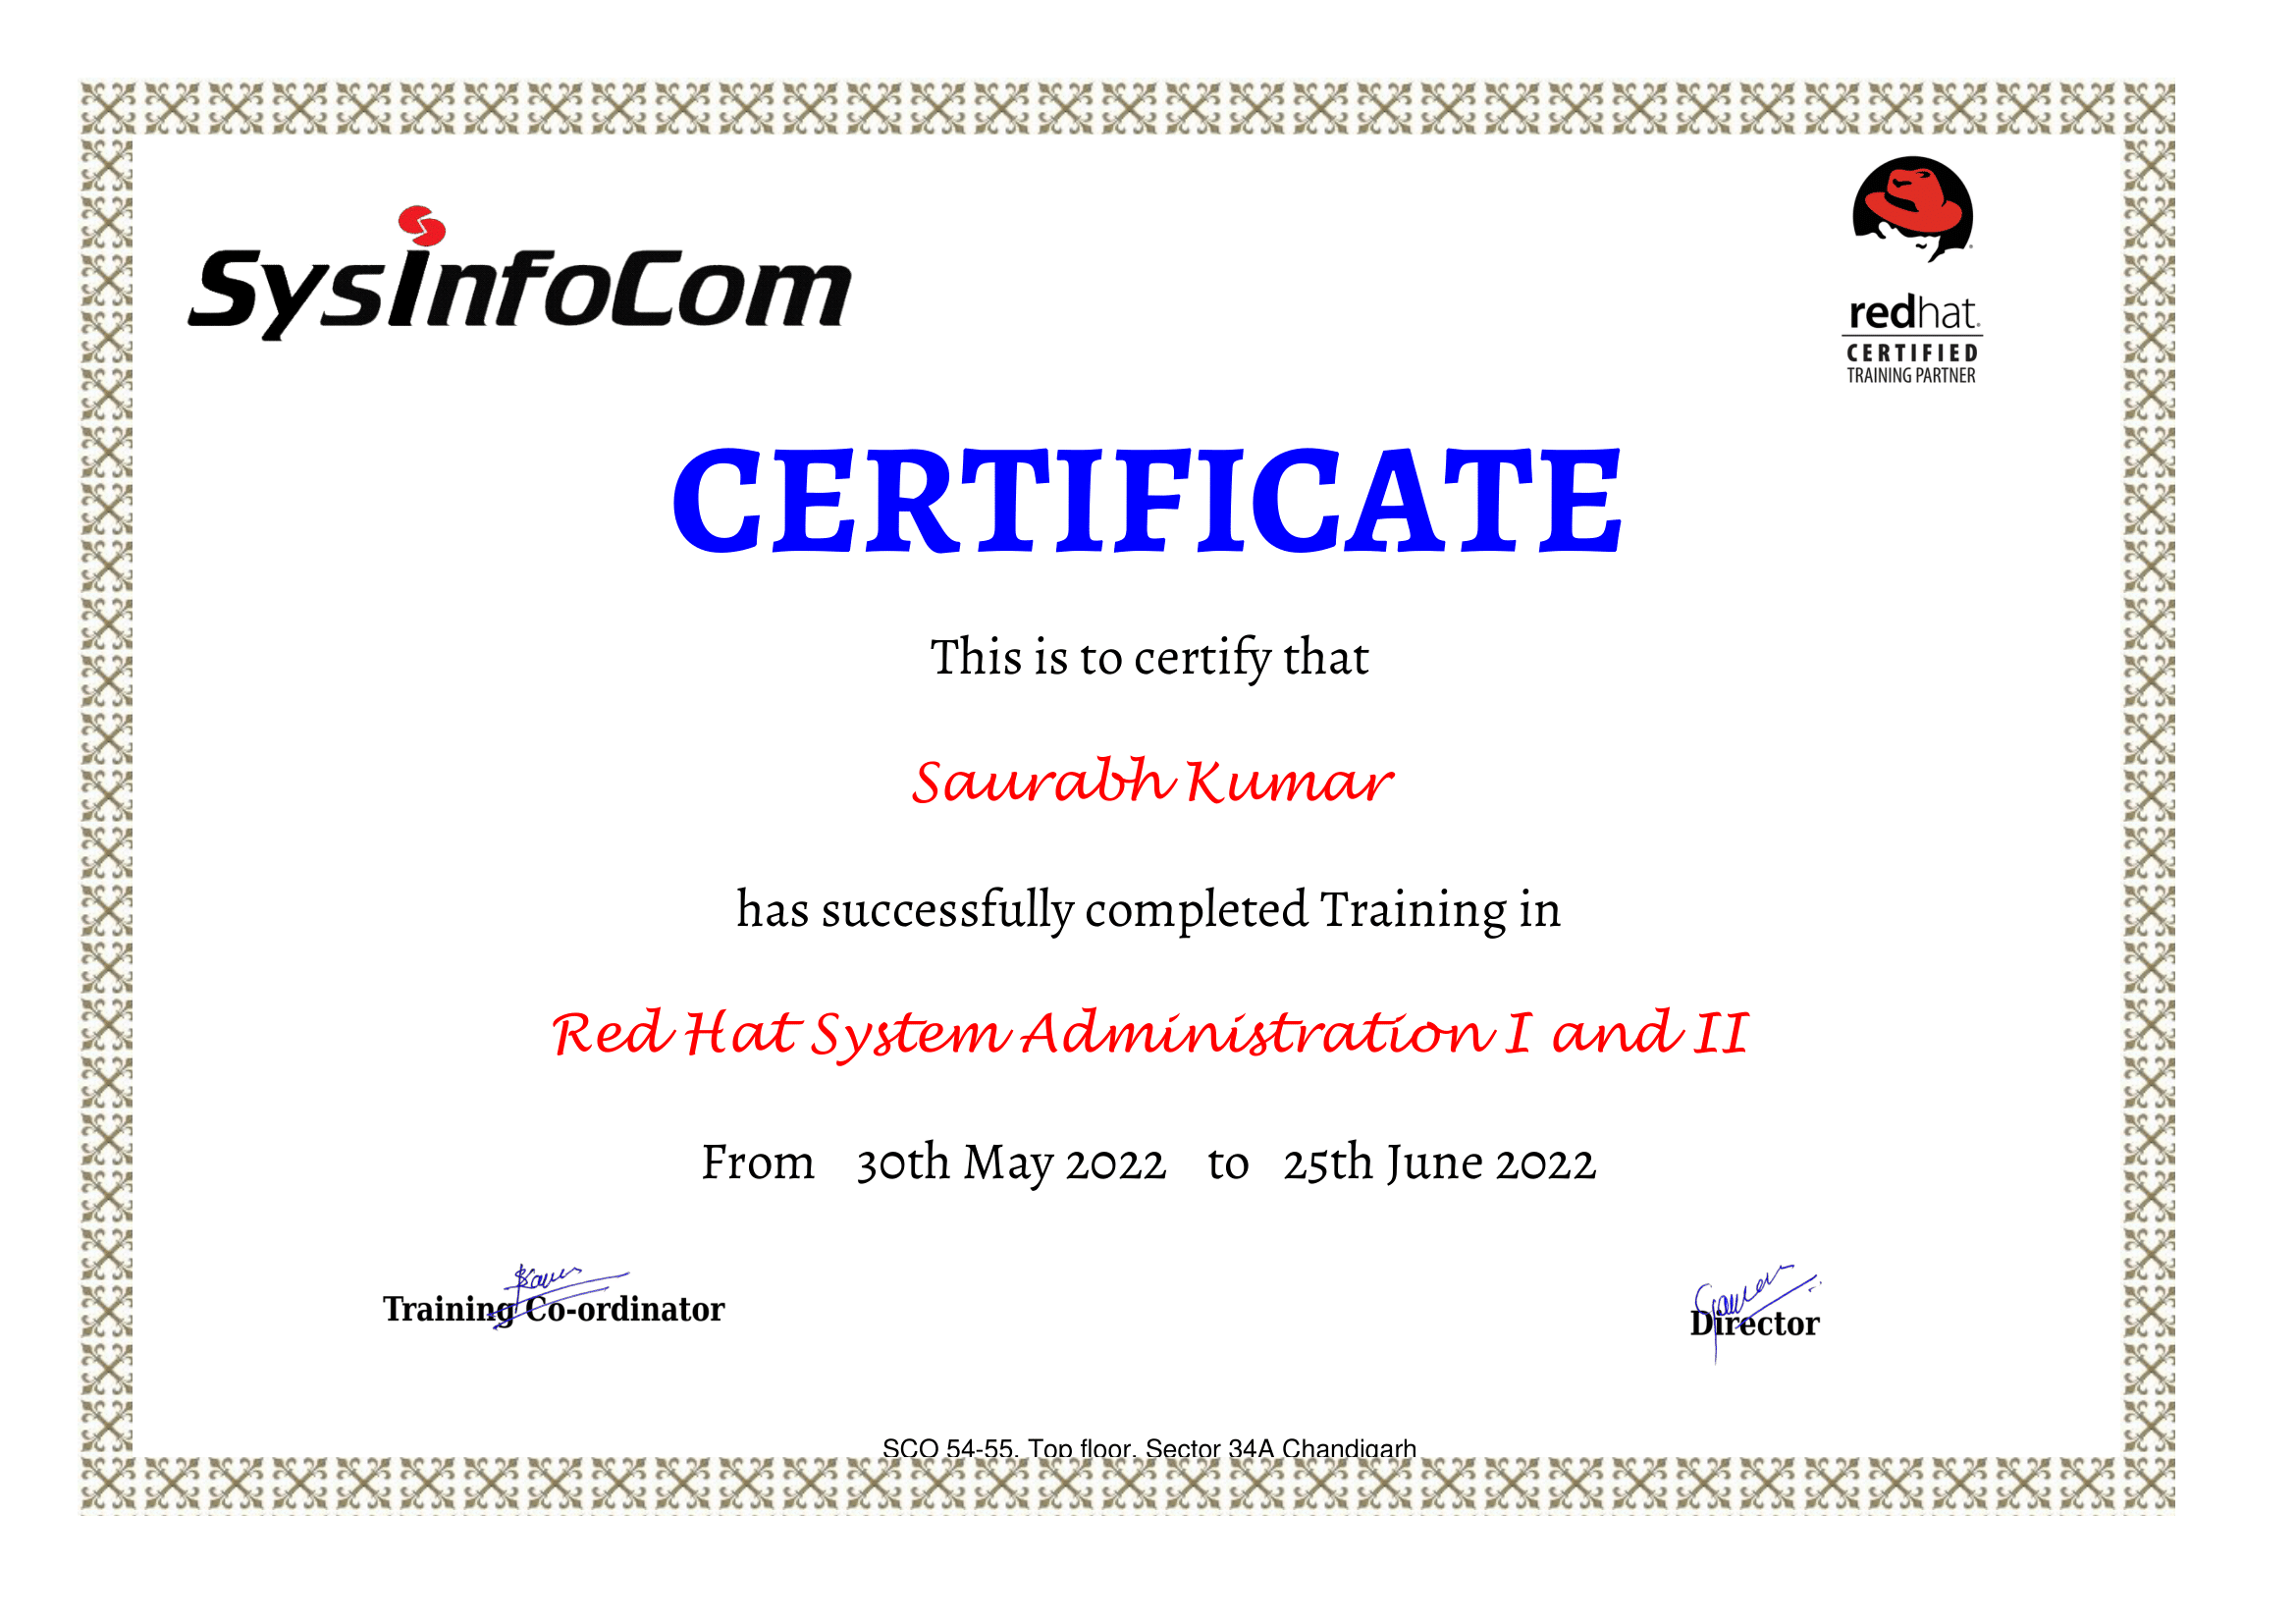 SysInfoCom
redhat.
CERTIFIED
TRAINING PARTNER
CERTIFICATE
This is to certify that
Saurabh Kumar
has successfully completed Training in
Red Hat System Administration I and II
From 30th May 2022 to 25th June 2022
Training Co-ordinator
Director
SCO 54-55, Top floor, Sector 34A Chandigarh